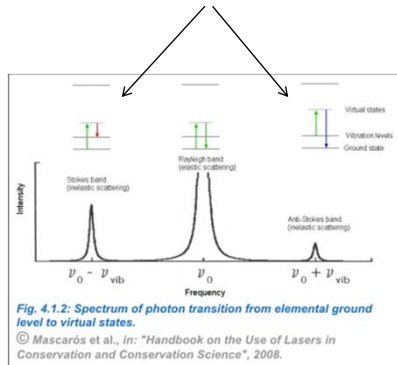 Virtual states
Vibration levels
Ground state
Rayleigh band
(elastic scattering)
Stokes band
(inelastic scattering)
Anti-Stokes band
(inelastic scattering)
Intensity
ν₀ - ν vib
ν₀
ν₀ + ν vib
Frequency
Fig. 4.1.2: Spectrum of photon transition from elemental ground
level to virtual states.
© Mascarós et al., in: "Handbook on the Use of Lasers in
Conservation and Conservation Science", 2008.